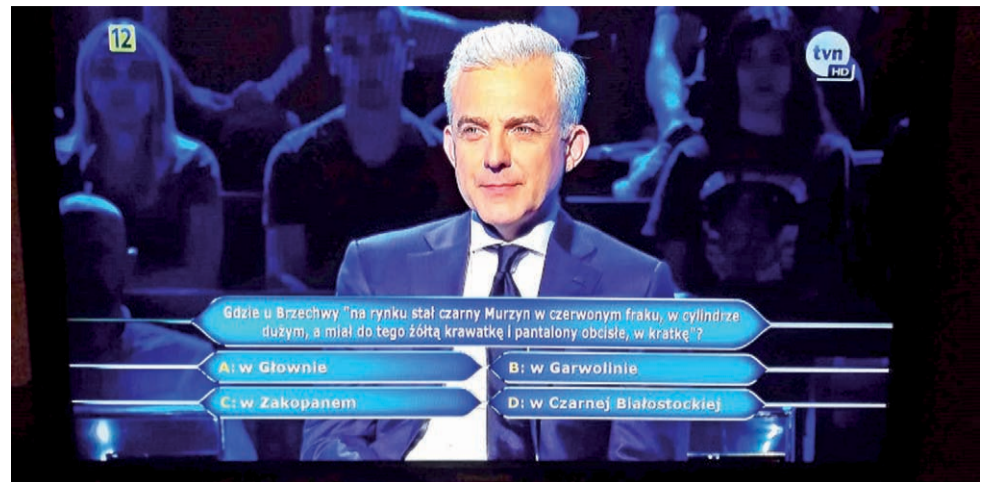 12
tvn
HD
Gdzie u Brzechwy "na rynku stał czarny Murzyn w czerwonym fraku, w cylindrze
dużym, a miał do tego żółtą krawatkę i pantalony obcisłe, w kratkę"?
A: w Głownie
B: w Garwolinie
C: w Zakopanem
D: w Czarnej Białostockiej